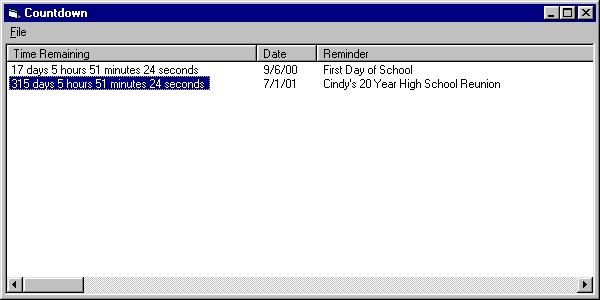 Countdown
File
Time Remaining Date Reminder
17 days 5 hours 51 minutes 24 seconds 9/6/00 First Day of School
315 days 5 hours 51 minutes 24 seconds 7/1/01 Cindy's 20 Year High School Reunion